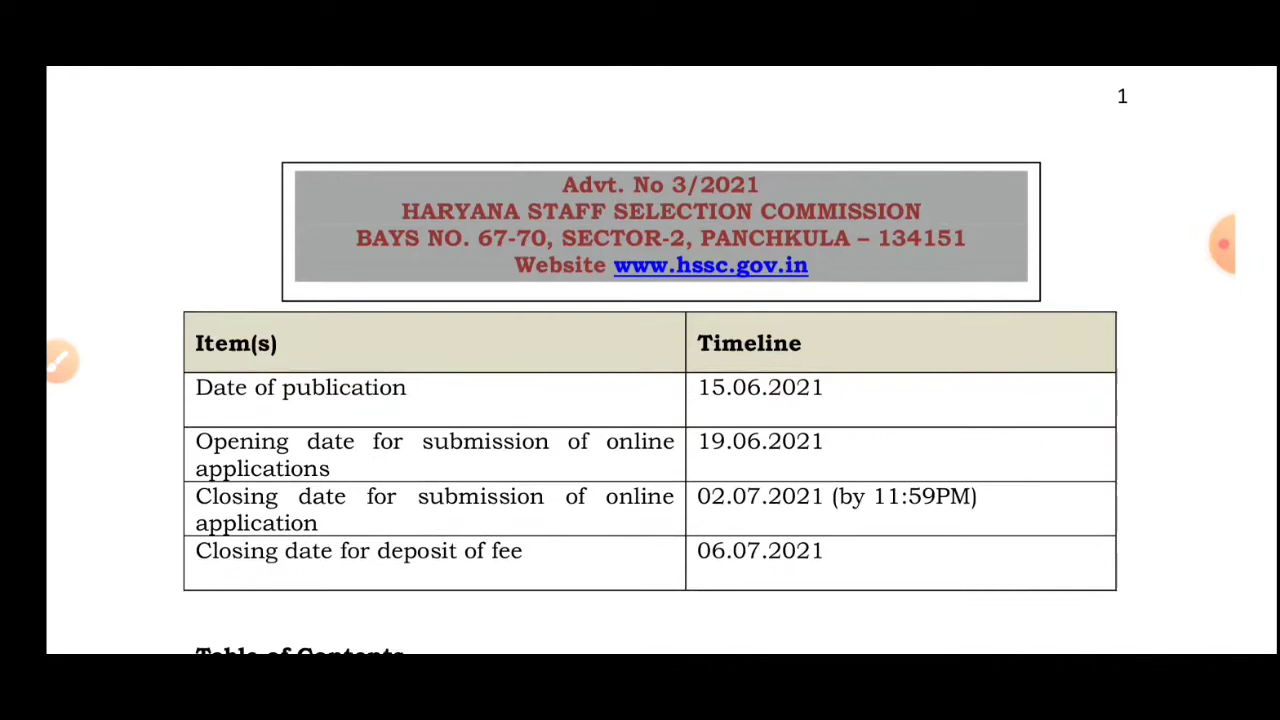 1
Advt. No 3/2021
HARYANA STAFF SELECTION COMMISSION
BAYS NO. 67-70, SECTOR-2, PANCHKULA – 134151
Website www.hssc.gov.in
Item(s) Timeline
Date of publication 15.06.2021
Opening date for submission of online 19.06.2021
applications
Closing date for submission of online 02.07.2021 (by 11:59PM)
application
Closing date for deposit of fee 06.07.2021
Table of Contents